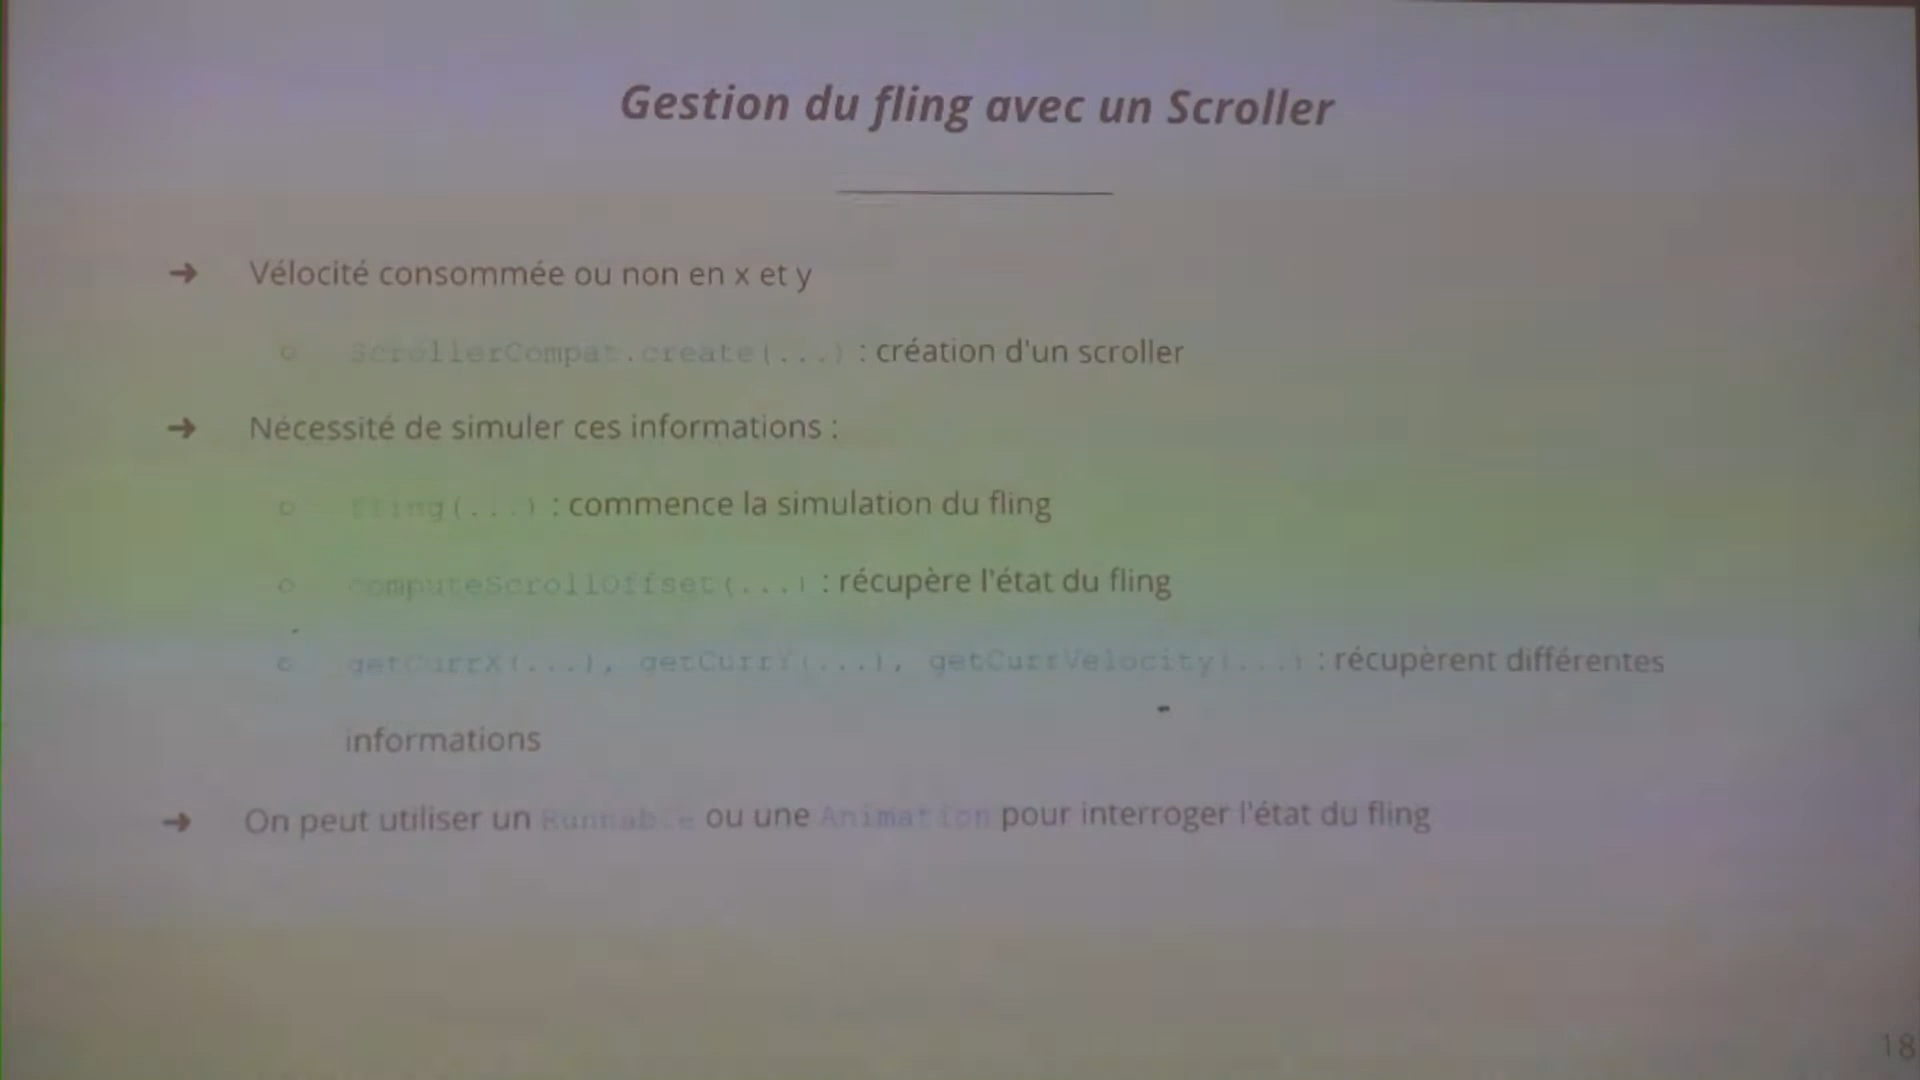 Gestion du fling avec un Scroller
➔ Vélocité consommée ou non en x et y
○ ScrollerCompat.create(...) : création d'un scroller
➔ Nécessité de simuler ces informations :
○ fling(...) : commence la simulation du fling
○ computeScrollOffset(...) : récupère l'état du fling
○ getCurrX(...), getCurrY(...), getCurrVelocity(...) : récupèrent différentes
informations
➔ On peut utiliser un Runnable ou une Animation pour interroger l'état du fling
18